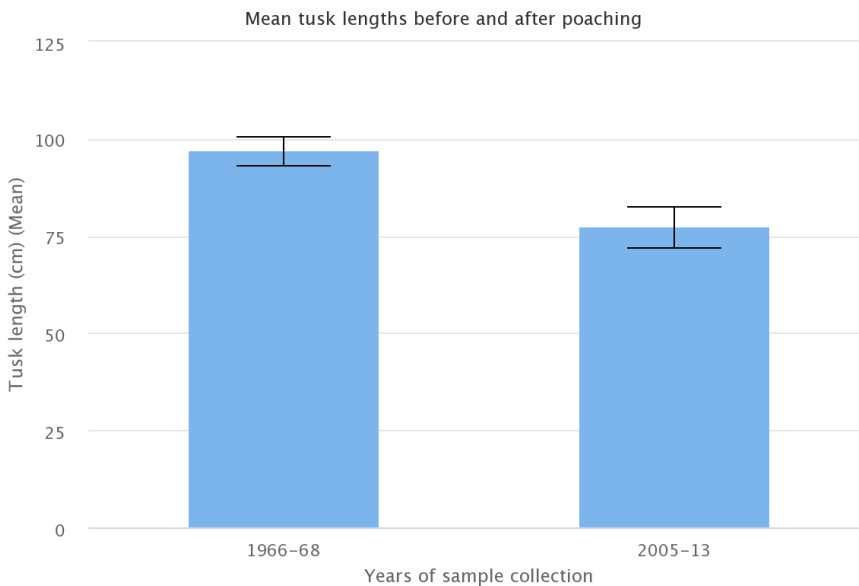 Mean tusk lengths before and after poaching
125
100
75
50
25
0
Tusk length (cm) (Mean)
1966–68
2005–13
Years of sample collection